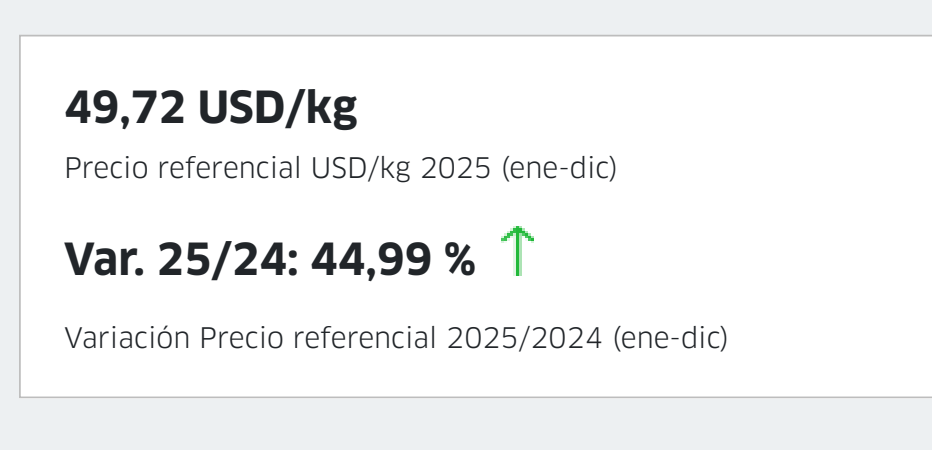 49,72 USD/kg
Precio referencial USD/kg 2025 (ene-dic)
Var. 25/24: 44,99 %
Variación Precio referencial 2025/2024 (ene-dic)